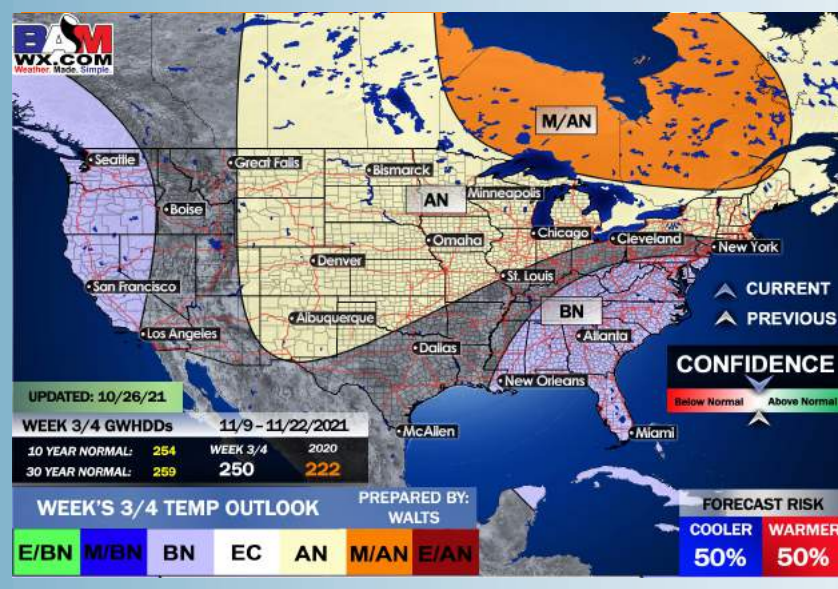 BAM
WX.COM
Weather. Made. Simple.
M/AN
Seattle
Great Falls
Bismarck
AN
Minneapolis
Boise
Omaha
Chicago
Cleveland
New York
Denver
St. Louis
San Francisco
CURRENT
Albuquerque
BN
PREVIOUS
Los Angeles
Dallas
Atlanta
CONFIDENCE
New Orleans
Below Normal
Above Normal
UPDATED: 10/26/21
WEEK 3/4 GWHDDs 11/9 – 11/22/2021
McAllen
Miami
10 YEAR NORMAL: 254 WEEK 3/4 2020
30 YEAR NORMAL: 259 250 222
WEEK'S 3/4 TEMP OUTLOOK
PREPARED BY:
WALTS
FORECAST RISK
COOLER WARMER
50% 50%
E/BN M/BN BN EC AN M/AN E/AN